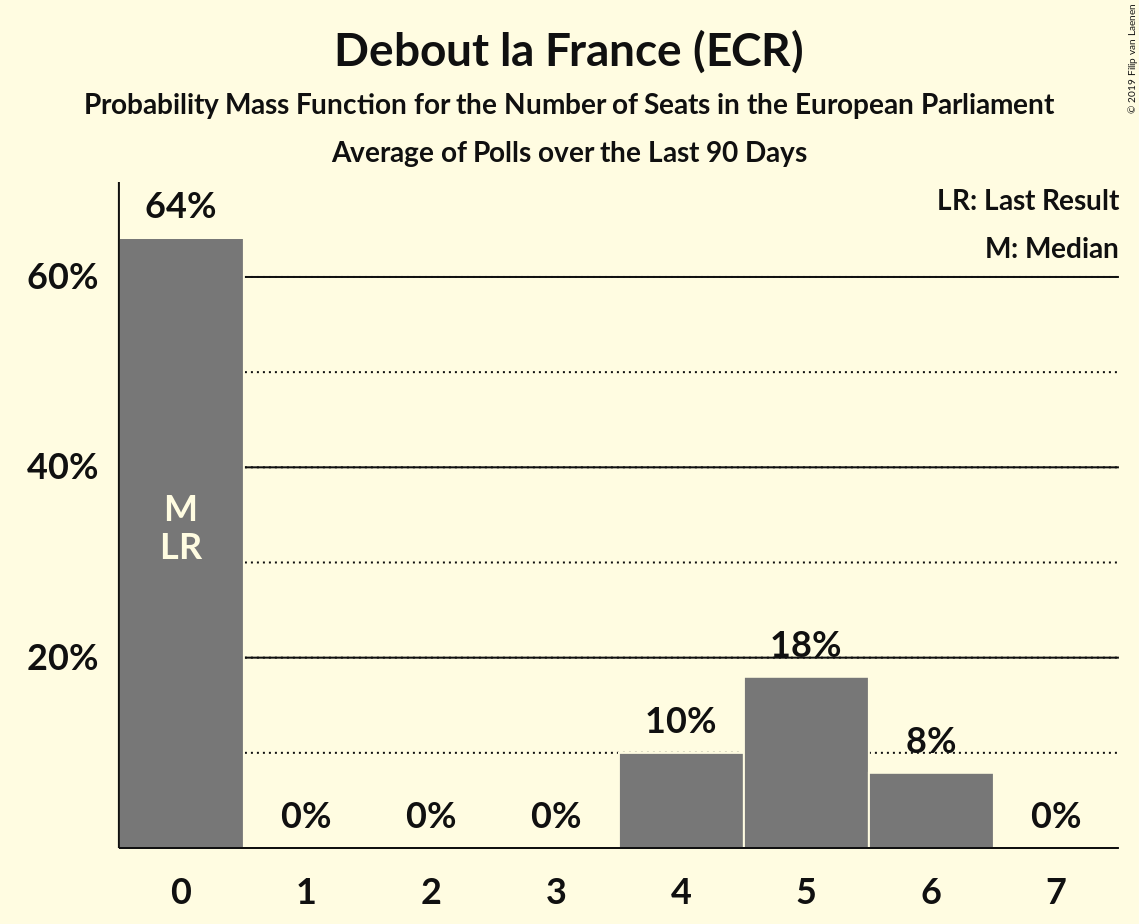 Debout la France (ECR)
Probability Mass Function for the Number of Seats in the European Parliament
Average of Polls over the Last 90 Days
© 2019 Filip van Laenen
LR: Last Result
M: Median
64%
60%
40%
M
LR
20%
18%
10%
8%
0%
0%
0%
0%
0 1 2 3 4 5 6 7